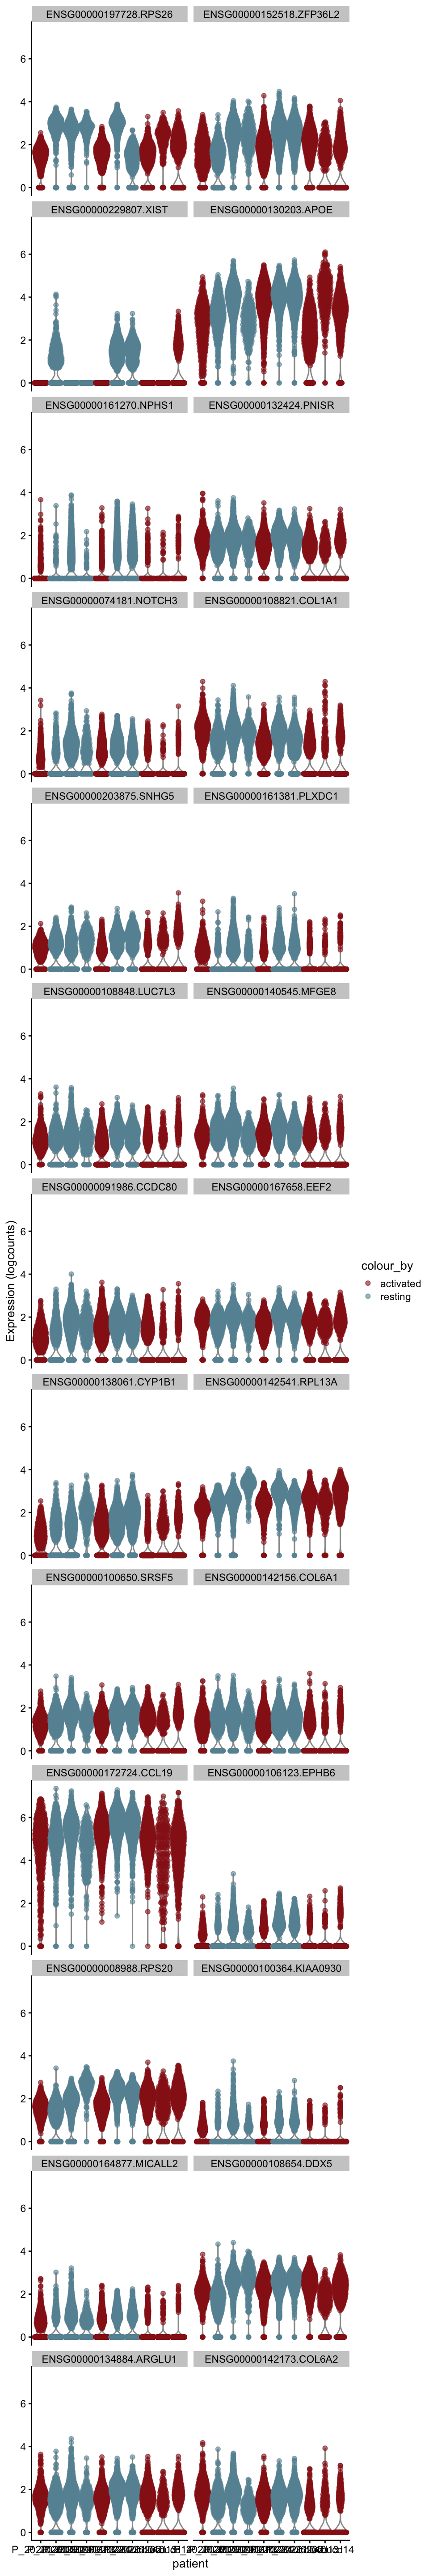 ENSG00000197728.RPS26 ENSG00000152518.ZFP36L2
6
4
2
0
ENSG00000229807.XIST ENSG00000130203.APOE
6
4
2
0
ENSG00000161270.NPHS1 ENSG00000132424.PNISR
6
4
2
0
ENSG00000074181.NOTCH3 ENSG00000108821.COL1A1
6
4
2
0
ENSG00000203875.SNHG5 ENSG00000161381.PLXDC1
6
4
2
0
ENSG00000108848.LUC7L3 ENSG00000140545.MFGE8
6
4
2
0
ENSG00000091986.CCDC80 ENSG00000167658.EEF2
6
4
2
0
Expression (logcounts)
colour_by
activated
resting
ENSG00000138061.CYP1B1 ENSG00000142541.RPL13A
6
4
2
0
ENSG00000100650.SRSF5 ENSG00000142156.COL6A1
6
4
2
0
ENSG00000172724.CCL19 ENSG00000106123.EPHB6
6
4
2
0
ENSG00000008988.RPS20 ENSG00000100364.KIAA0930
6
4
2
0
ENSG00000164877.MICALL2 ENSG00000108654.DDX5
6
4
2
0
ENSG00000134884.ARGLU1 ENSG00000142173.COL6A2
6
4
2
0
patient